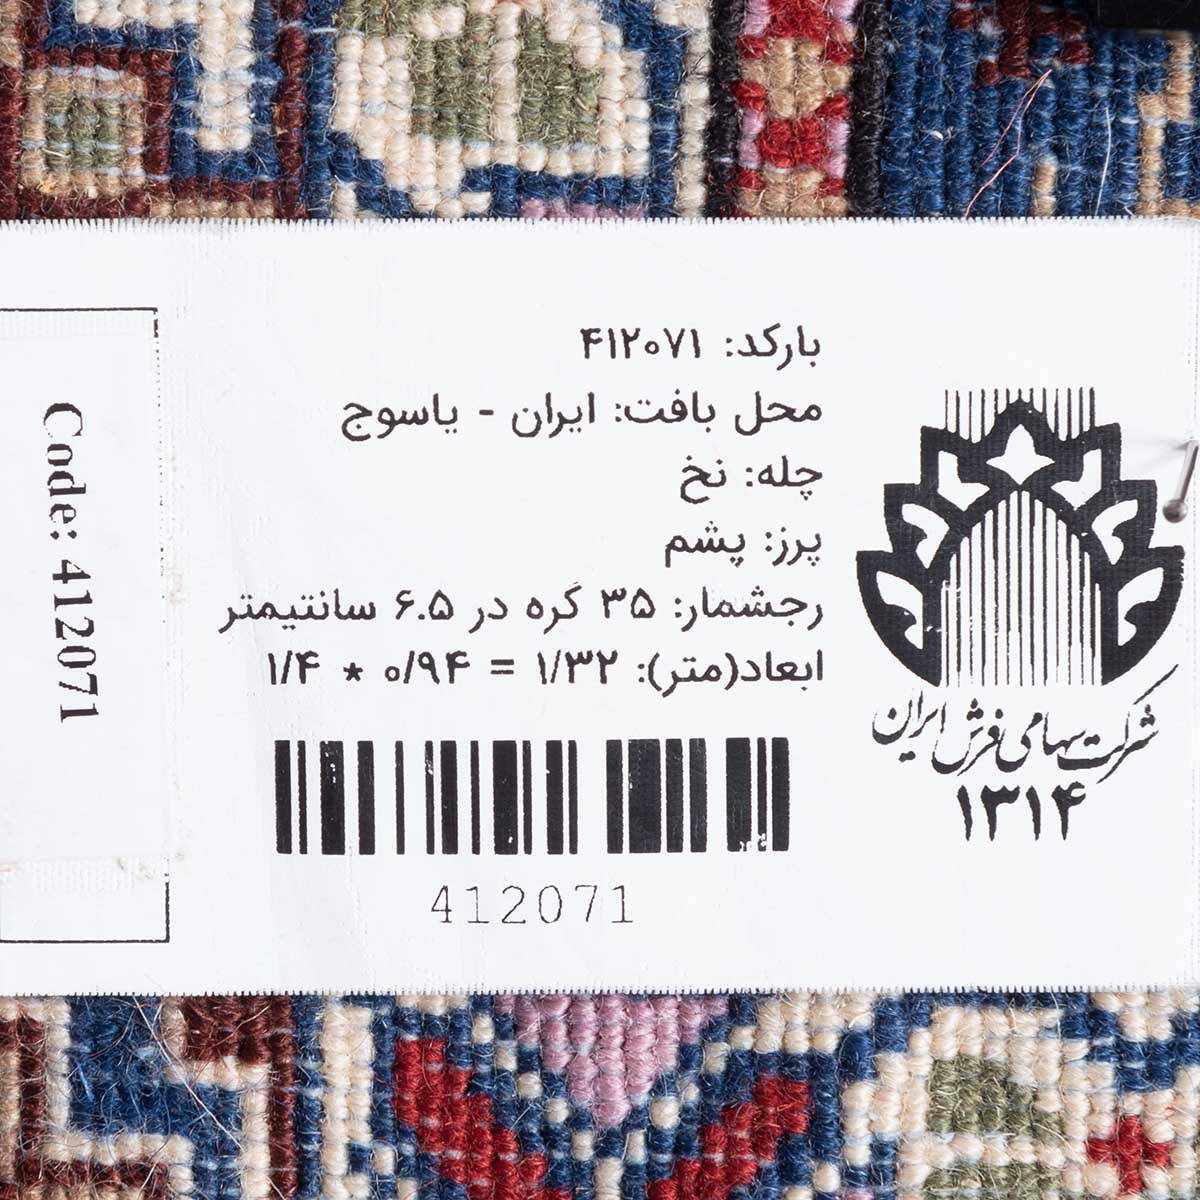 بارکد: ۴۱۲۰۷۱
محل بافت: ایران - یاسوج
چله: نخ
پرز: پشم
رجشمار: ۳۵ گره در ۶.۵ سانتیمتر
ابعاد(متر): ۱/۳۲ = ۰/۹۴ * ۱/۴
412071
شرکت سهامی فرش ایران
۱۳۱۴
Code: 412071